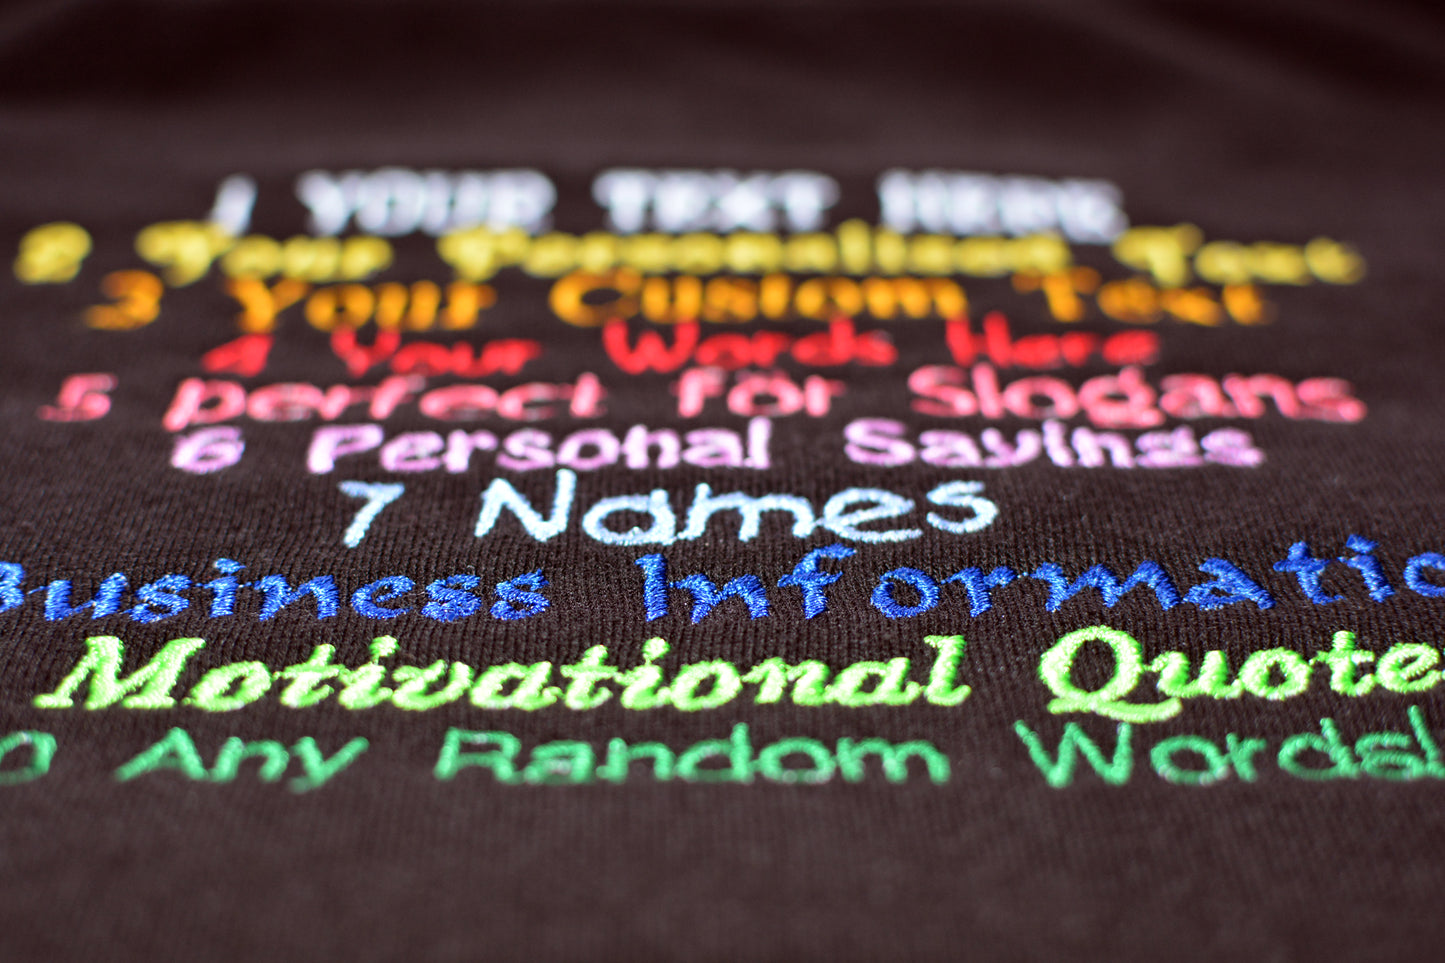 1 YOUR TEXT HERE
2 Your Personalised Text
3 Your Custom Text
4 Your Words Here
5 perfect for Slogans
6 Personal Sayings
7 Names
Business Informatio
Motivational Quotes
0 Any Random Words!